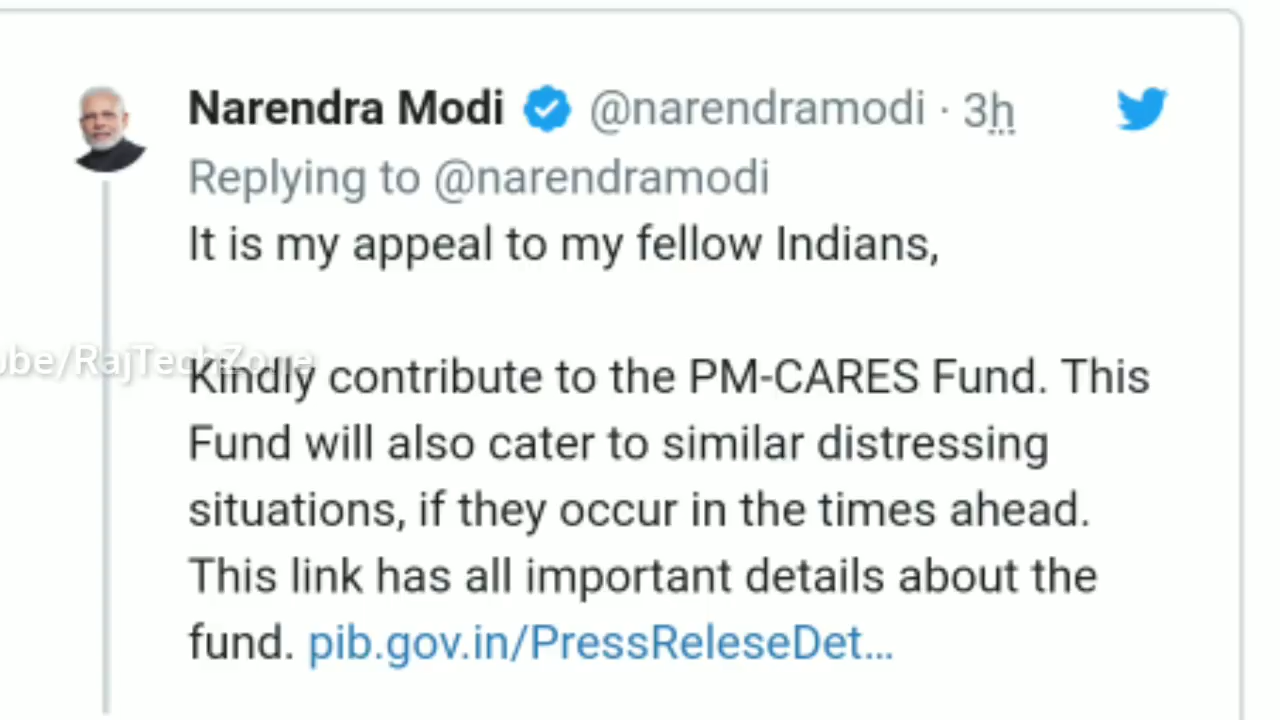 Narendra Modi @narendramodi · 3h
Replying to @narendramodi
It is my appeal to my fellow Indians,
be/RajTechZone
Kindly contribute to the PM-CARES Fund. This
Fund will also cater to similar distressing
situations, if they occur in the times ahead.
This link has all important details about the
fund. pib.gov.in/PressReleseDet...